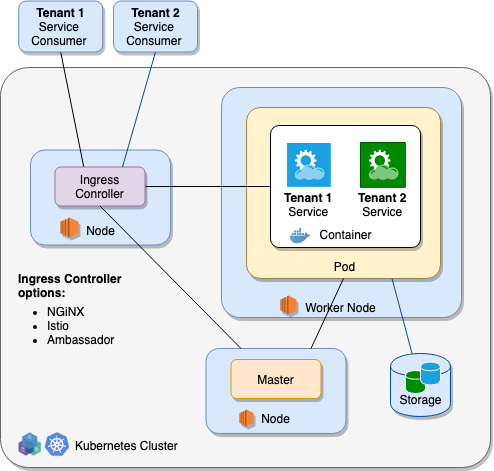 Tenant 1
Service
Consumer
Tenant 2
Service
Consumer
Ingress
Controller
Node
Tenant 1
Service
Tenant 2
Service
Container
Pod
Worker Node
Ingress Controller
options:
• NGiNX
• Istio
• Ambassador
Master
Node
Storage
Kubernetes Cluster